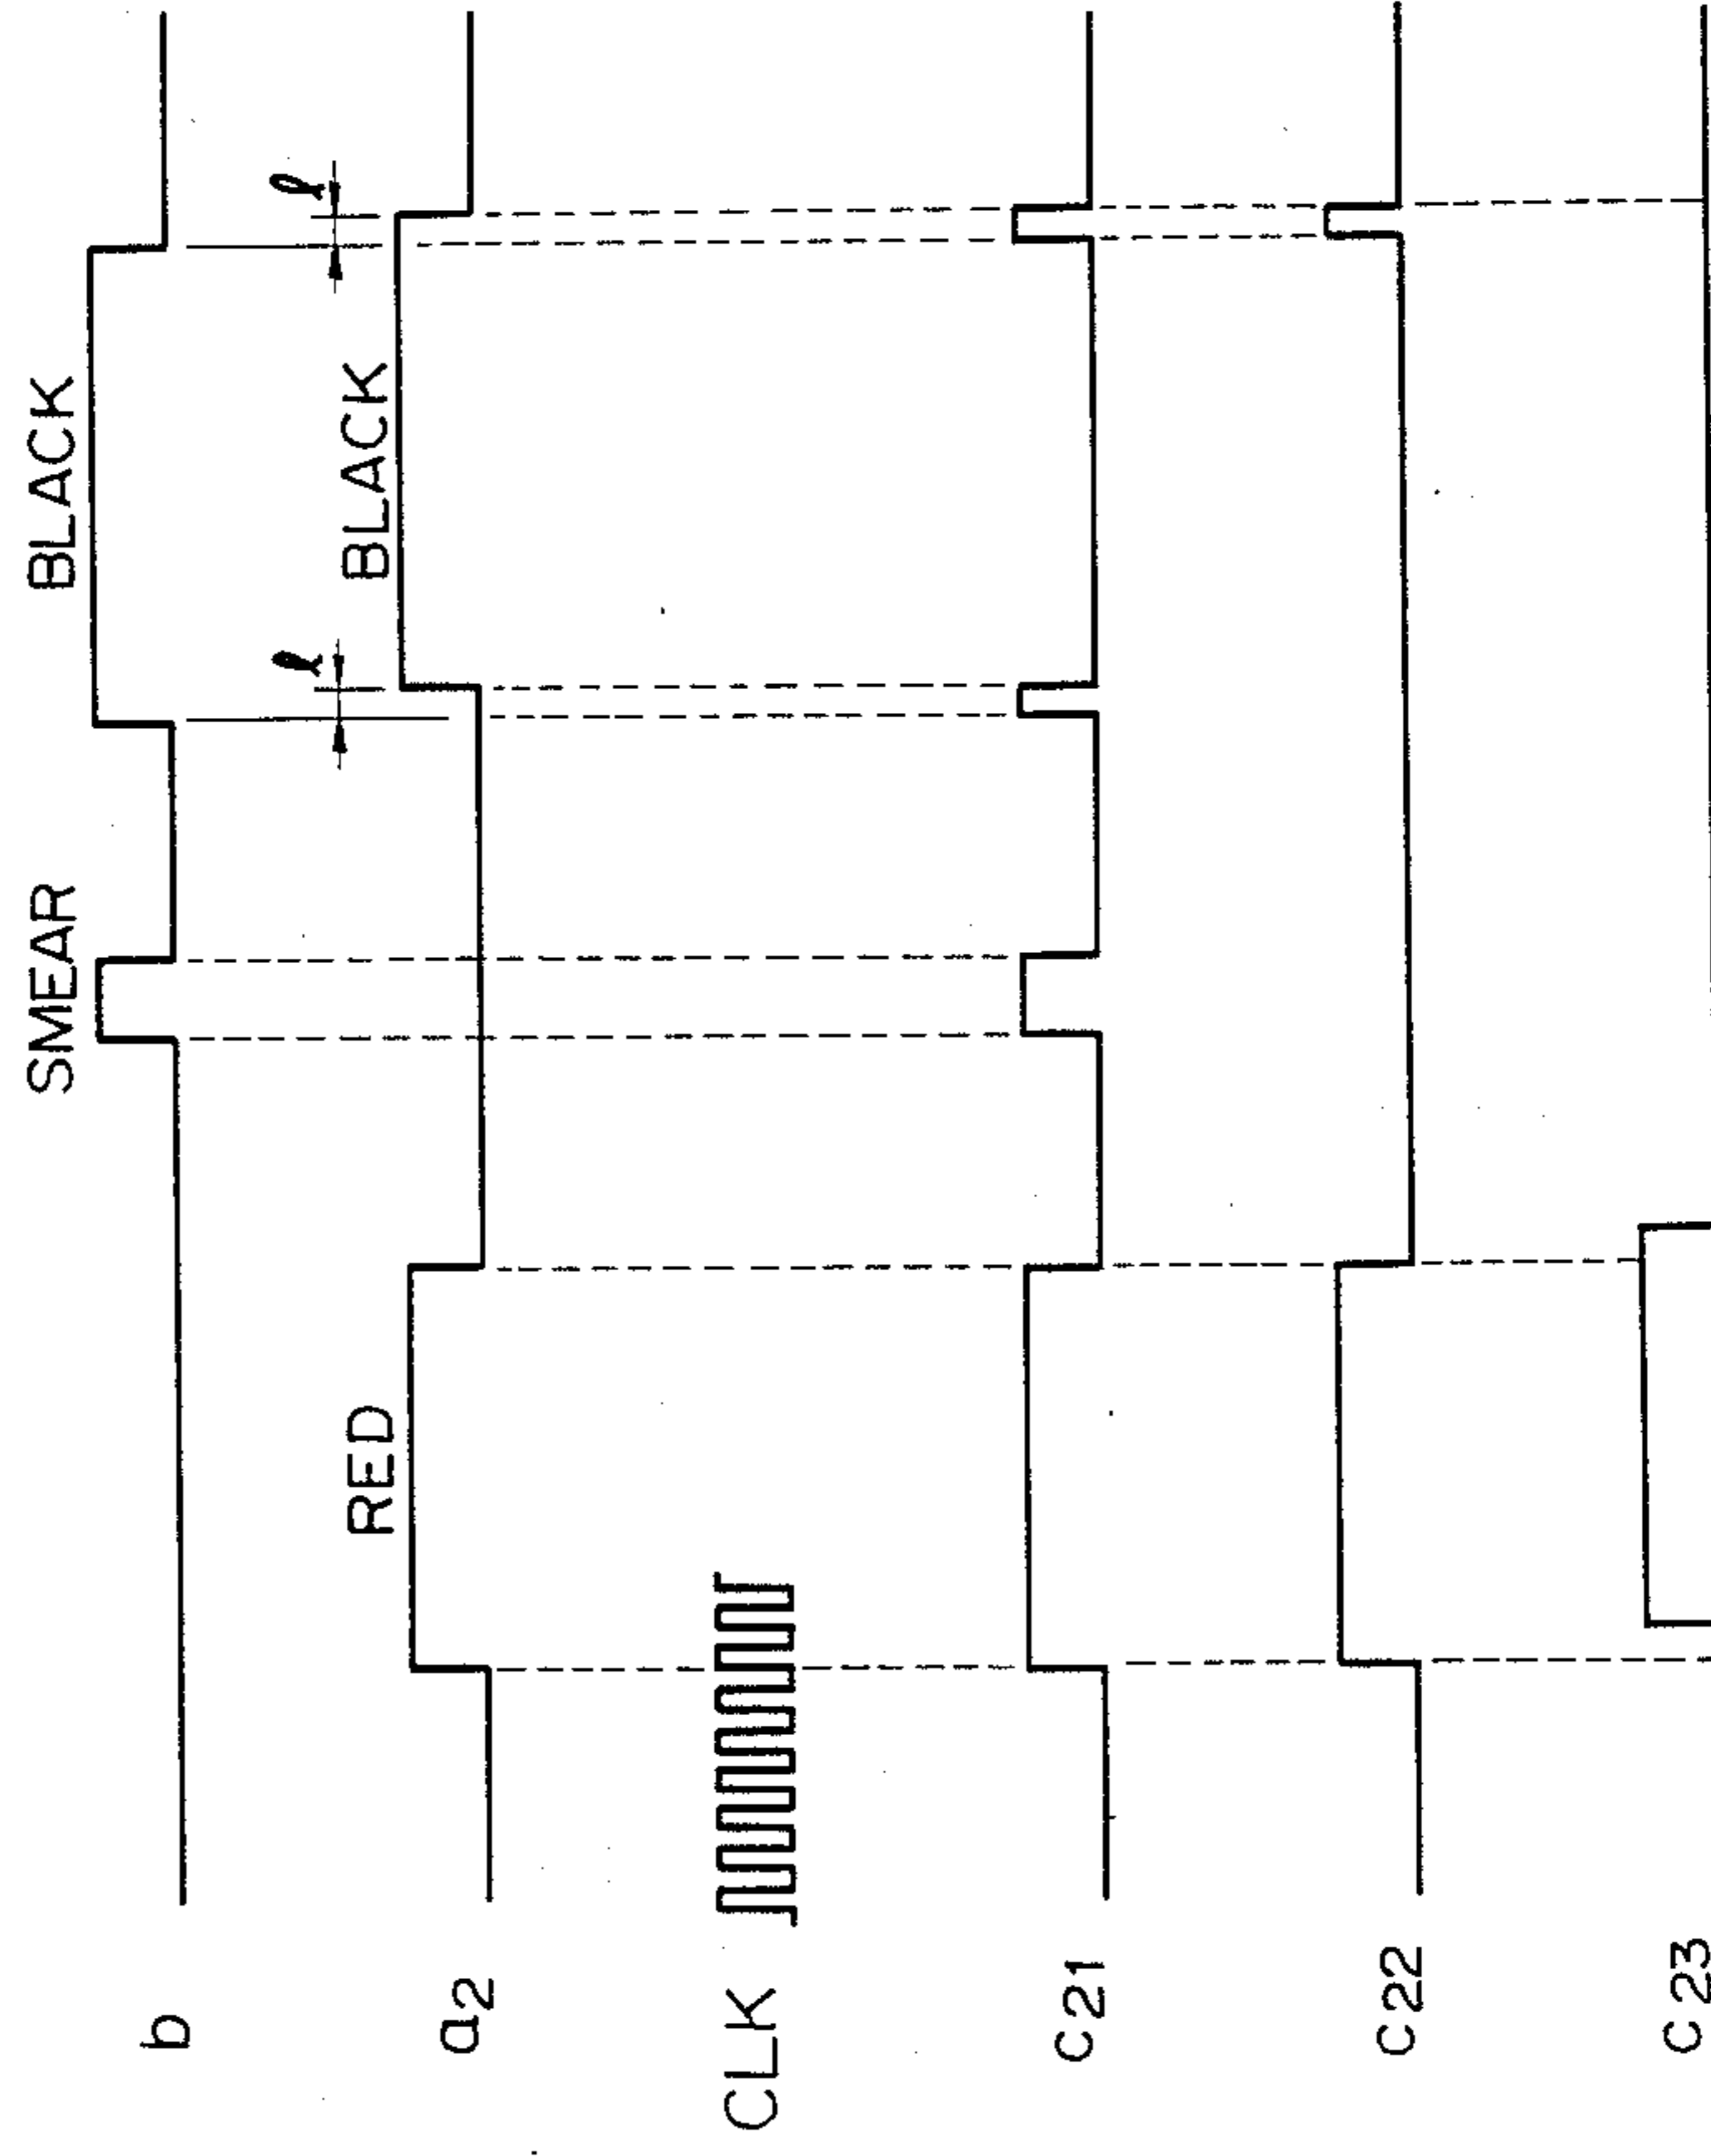 SMEAR BLACK
b
ℓ ℓ
RED BLACK
a2
CLK
c21
c22
c23